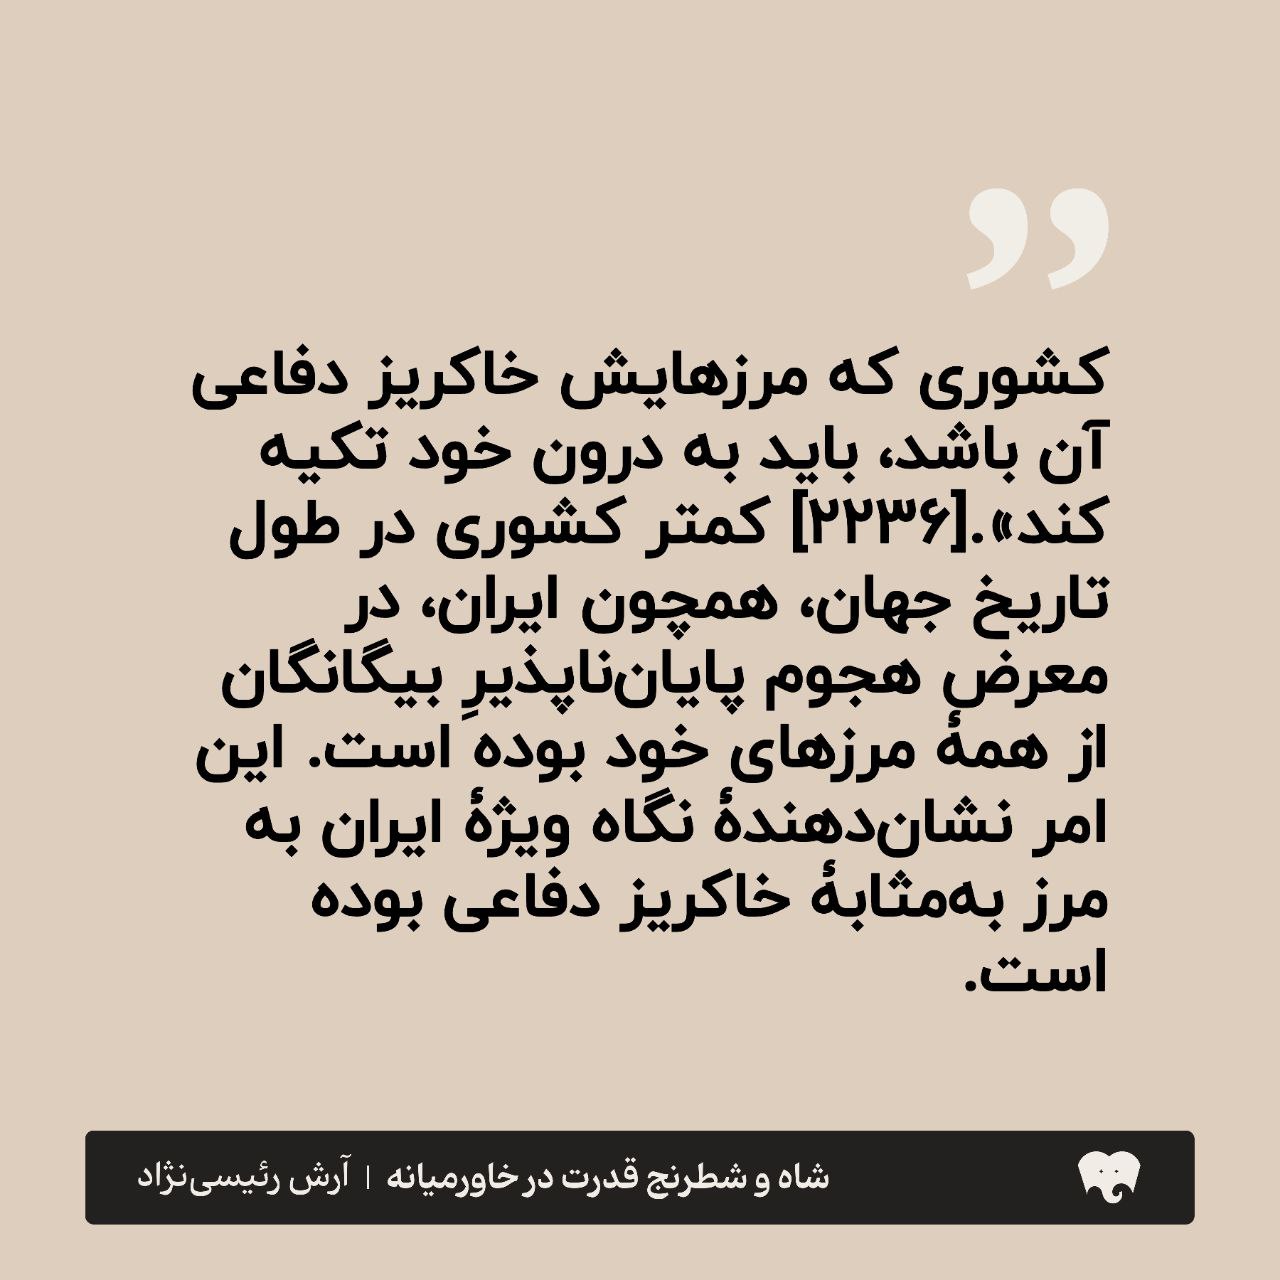 ”
کشوری که مرزهایش خاکریز دفاعی
آن باشد، باید به درون خود تکیه
کند».[۲۲۳۶] کمتر کشوری در طول
تاریخ جهان، همچون ایران، در
معرض هجوم پایان‌ناپذیرِ بیگانگان
از همهٔ مرزهای خود بوده است. این
امر نشان‌دهندهٔ نگاه ویژهٔ ایران به
مرز به‌مثابهٔ خاکریز دفاعی بوده
است.
شاه و شطرنج قدرت در خاورمیانه | آرش رئیسی‌نژاد